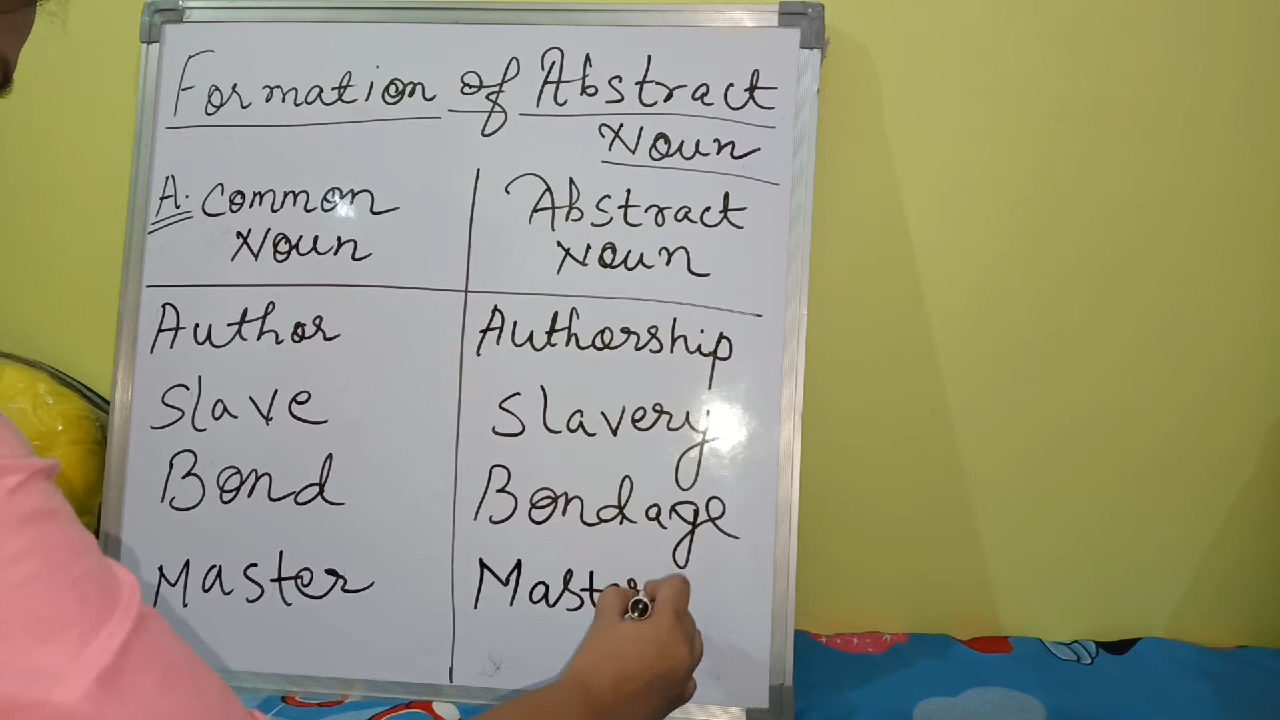 Formation of Abstract
Noun
A. Common
Noun
Abstract
Noun
Author
Authorship
Slave
Slavery
Bond
Bondage
Master